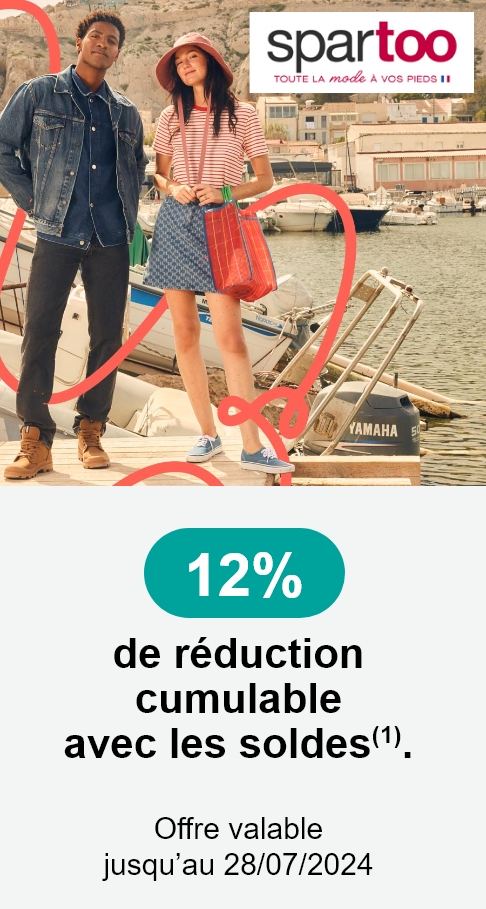 spartoo
TOUTE LA mode À VOS PIEDS
YAMAHA
12%
de réduction
cumulable
avec les soldes(1).
Offre valable
jusqu'au 28/07/2024